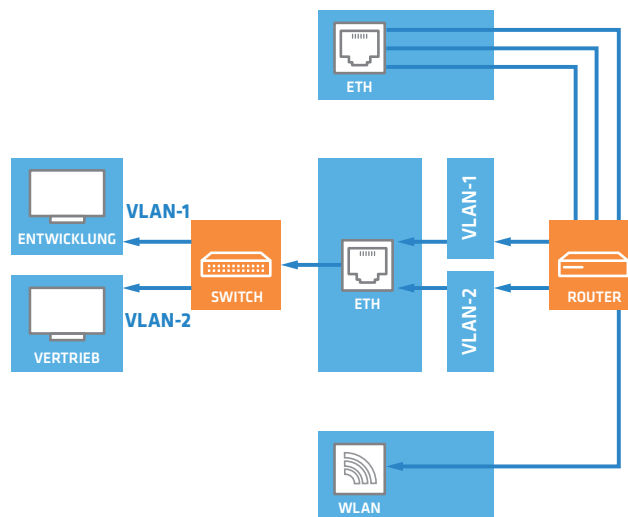 ETH
VLAN-1
VLAN-1
ENTWICKLUNG
SWITCH
ETH
ROUTER
VLAN-2
VLAN-2
VERTRIEB
WLAN